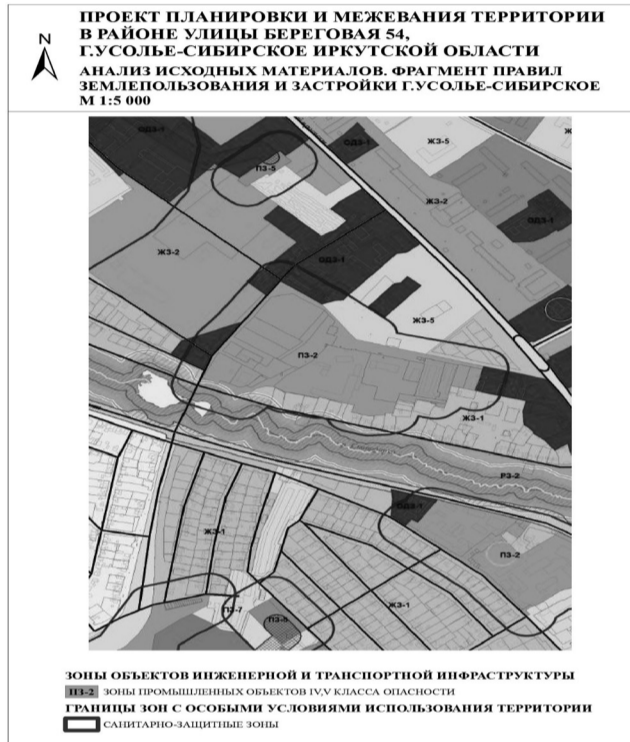 N
ПРОЕКТ ПЛАНИРОВКИ И МЕЖЕВАНИЯ ТЕРРИТОРИИ
В РАЙОНЕ УЛИЦЫ БЕРЕГОВАЯ 54,
Г.УСОЛЬЕ-СИБИРСКОЕ ИРКУТСКОЙ ОБЛАСТИ
АНАЛИЗ ИСХОДНЫХ МАТЕРИАЛОВ. ФРАГМЕНТ ПРАВИЛ
ЗЕМЛЕПОЛЬЗОВАНИЯ И ЗАСТРОЙКИ Г.УСОЛЬЕ-СИБИРСКОЕ
М 1:5 000
ОДЗ-1
ОДЗ-1
ЖЗ-5
ПЗ-5
ЖЗ-2
ОДЗ-1
ЖЗ-2
ОДЗ-1
ЖЗ-5
ПЗ-2
ЖЗ-1
РЗ-2
ОДЗ-1
ЖЗ-1
ПЗ-2
ЖЗ-1
ПЗ-7
ПЗ-6
ЗОНЫ ОБЪЕКТОВ ИНЖЕНЕРНОЙ И ТРАНСПОРТНОЙ ИНФРАСТРУКТУРЫ
ПЗ-2 ЗОНЫ ПРОМЫШЛЕННЫХ ОБЪЕКТОВ IV,V КЛАССА ОПАСНОСТИ
ГРАНИЦЫ ЗОН С ОСОБЫМИ УСЛОВИЯМИ ИСПОЛЬЗОВАНИЯ ТЕРРИТОРИИ
САНИТАРНО-ЗАЩИТНЫЕ ЗОНЫ